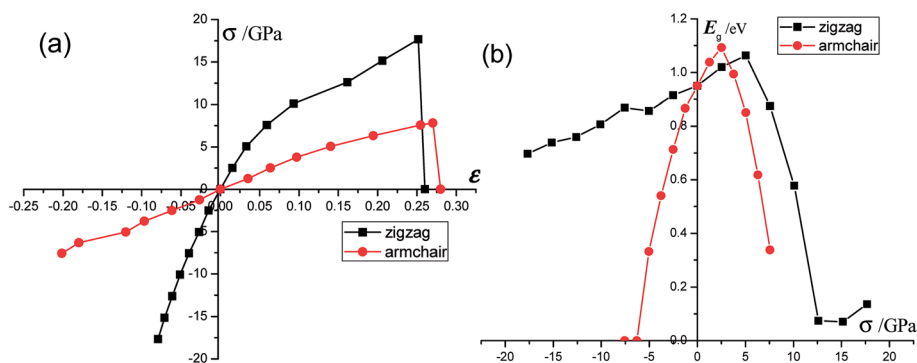 (a)
σ /GPa
20
15
10
5
0
-5
-10
-15
-20
-0.20 -0.15 -0.10 -0.05 0.00 0.05 0.10 0.15 0.20 0.25 0.30
ε
zigzag
armchair
(b)
E_g /eV
1.2
1.0
0.8
0.6
0.4
0.2
0.0
-20 -15 -10 -5 0 5 10 15 20
σ /GPa
zigzag
armchair